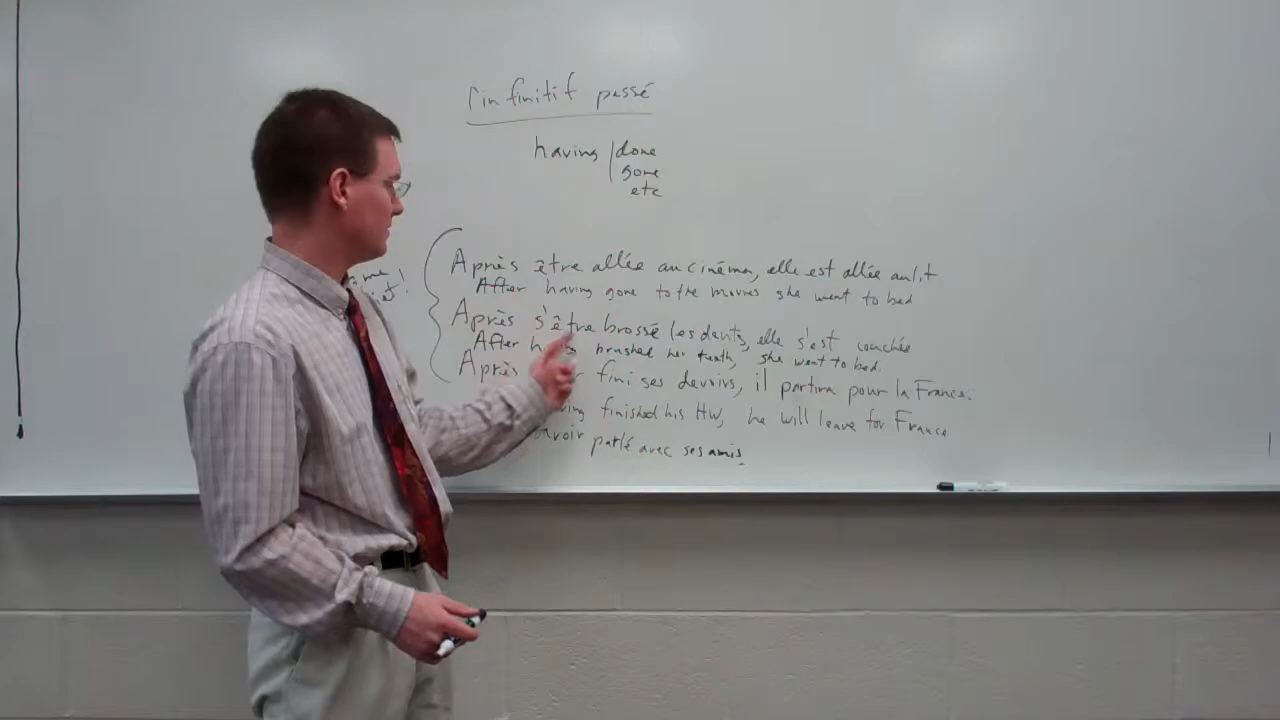 l'infinitif passé
having | done
gone
etc
Après être allée au cinéma, elle est allée au lit
After having gone to the movies she went to bed
Après s'être brossé les dents, elle s'est couchée
After having brushed her teeth, she went to bed.
Après fini ses devoirs, il partira pour la France.
finished his HW, he will leave for France
avoir parlé avec ses amis.